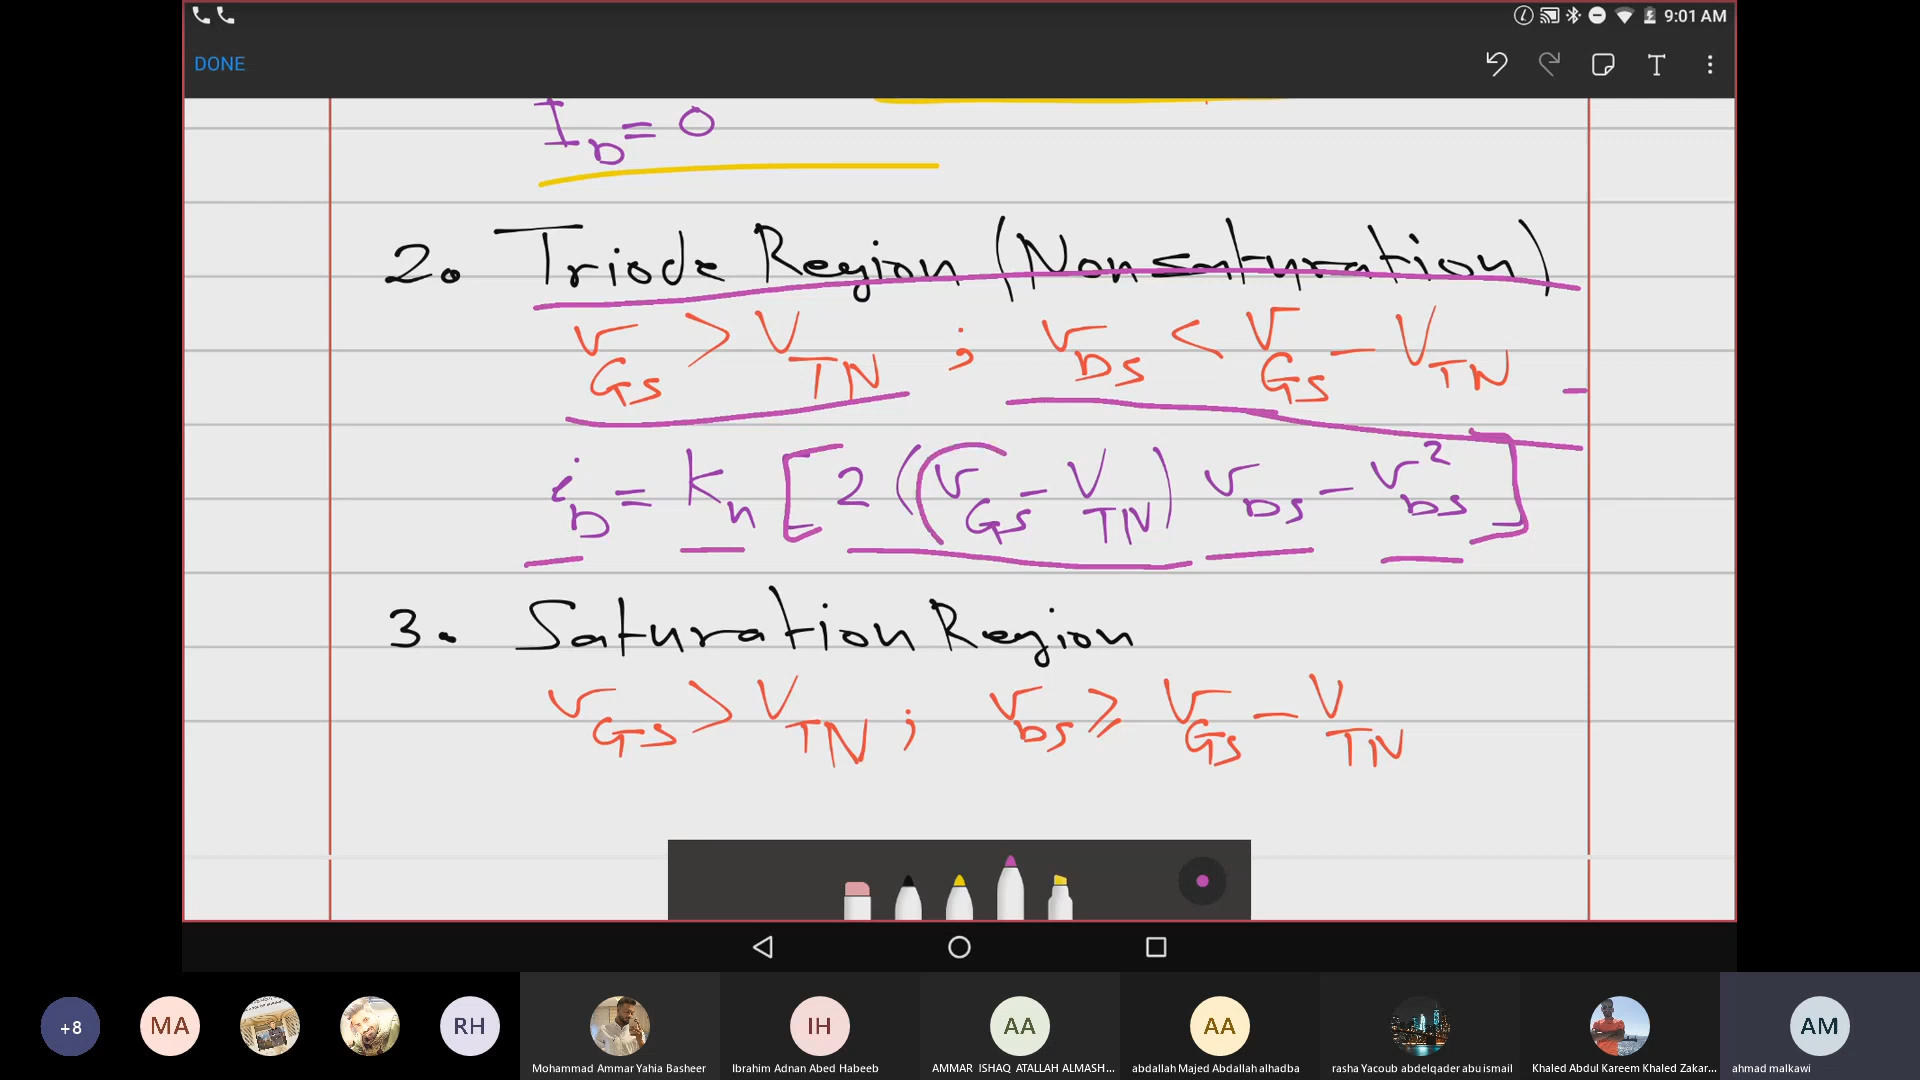 9:01 AM
DONE
I_D = 0
2. Triode Region (Nonsaturation)
v_GS > V_TN ; v_DS < v_GS - V_TN
i_D = K_n [2 (v_GS - V_TN) v_DS - v_DS²]
3. Saturation Region
v_GS > V_TN ; v_DS ≥ v_GS - V_TN
+8
MA
RH
IH
AA
AA
AM
Mohammad Ammar Yahia Basheer
Ibrahim Adnan Abed Habeeb
AMMAR ISHAQ ATALLAH ALMASH...
abdallah Majed Abdallah alhadba
rasha Yacoub abdelqader abu ismail
Khaled Abdul Kareem Khaled Zakar...
ahmad malkawi